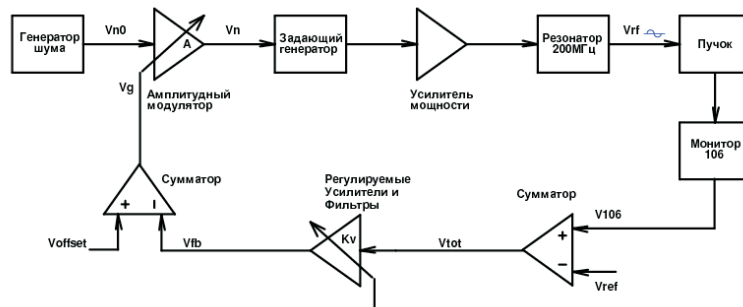 Генератор
шума
Vn0
A
Vn
Задающий
генератор
Резонатор
200МГц
Vrf
Пучок
Vg
Амплитудный
модулятор
Усилитель
мощности
Монитор
106
Сумматор
+
–
Регулируемые
Усилители и
Фильтры
Сумматор
V106
+
–
Kv
Voffset
Vfb
Vtot
Vref